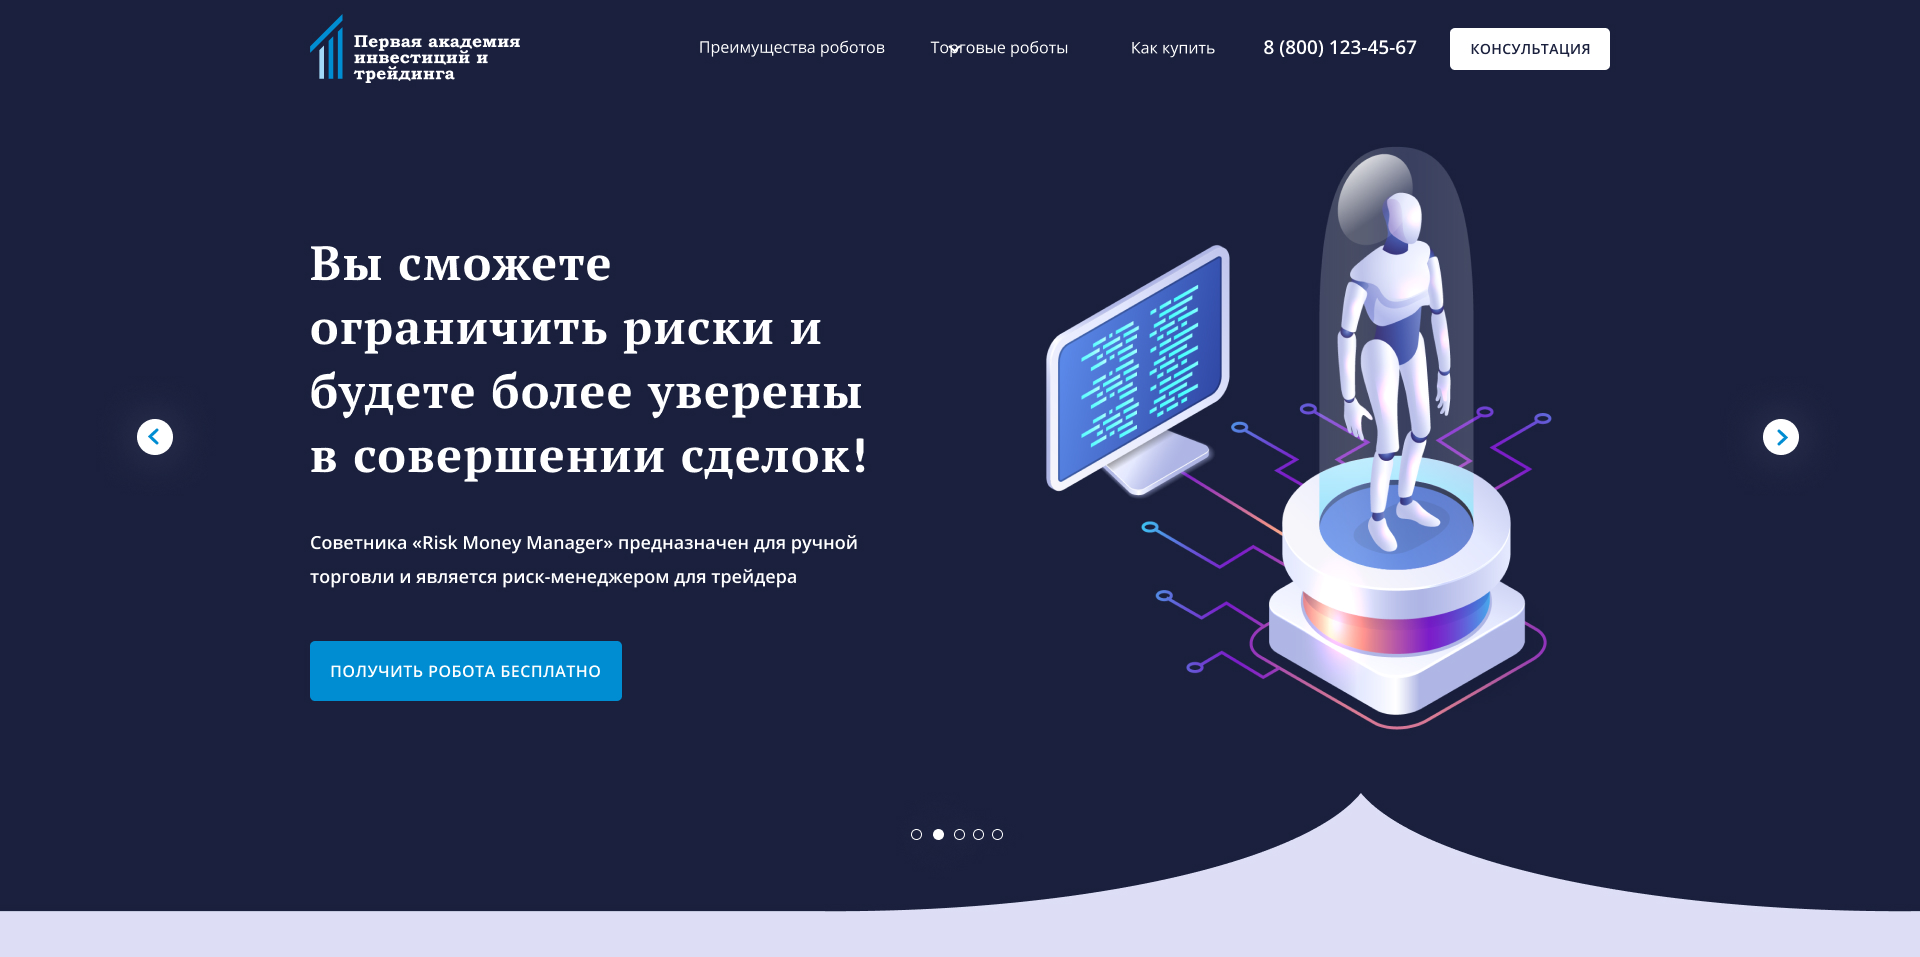 Первая академия
инвестиций и
трейдинга
Преимущества роботов
Торговые роботы
Как купить
8 (800) 123-45-67
КОНСУЛЬТАЦИЯ
Вы сможете
ограничить риски и
будете более уверены
в совершении сделок!
Советника «Risk Money Manager» предназначен для ручной
торговли и является риск-менеджером для трейдера
ПОЛУЧИТЬ РОБОТА БЕСПЛАТНО